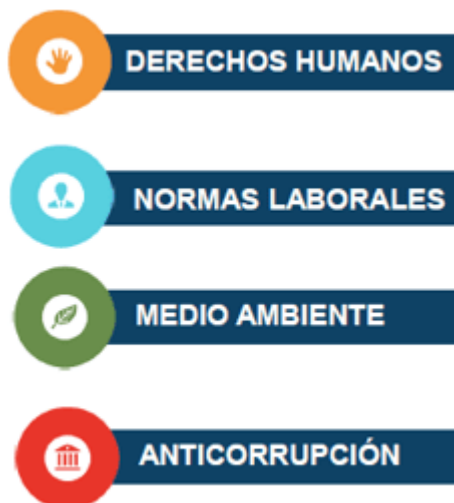 DERECHOS HUMANOS
NORMAS LABORALES
MEDIO AMBIENTE
ANTICORRUPCIÓN